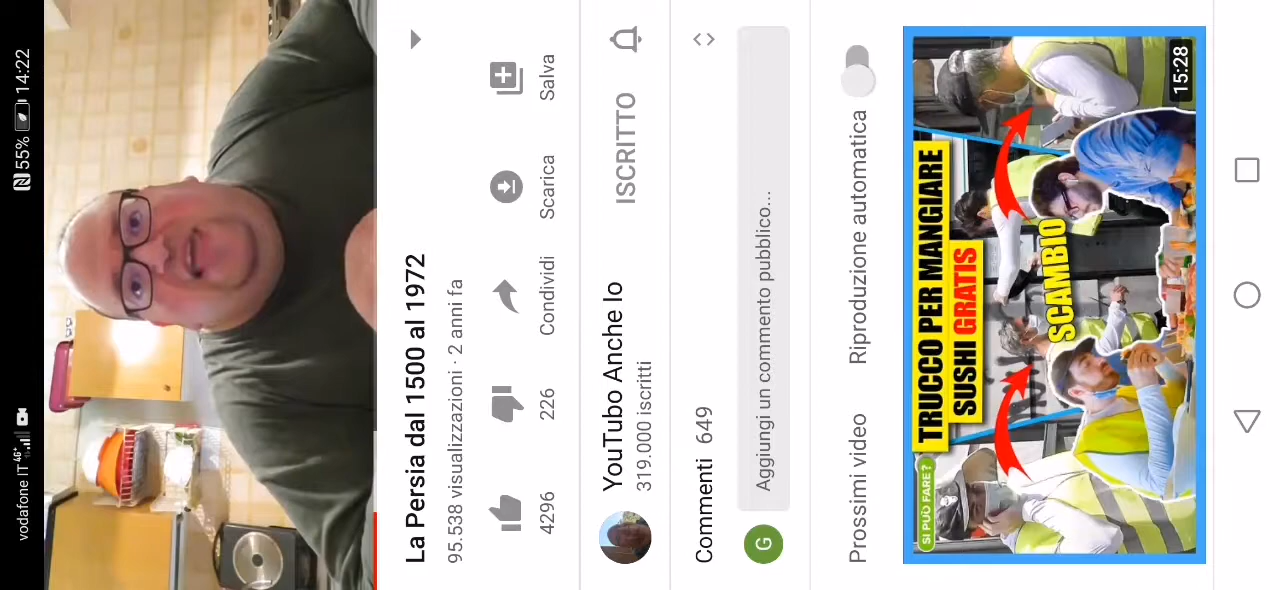 vodafone IT 4G+ 55% 14:22
La Persia dal 1500 al 1972
95.538 visualizzazioni · 2 anni fa
4296 226 Condividi Scarica Salva
YouTubo Anche Io
319.000 iscritti
ISCRITTO
Commenti 649
G Aggiungi un commento pubblico...
Prossimi video Riproduzione automatica
SI PUÒ FARE?
TRUCCO PER MANGIARE
SUSHI GRATIS
SCAMBIO
15:28